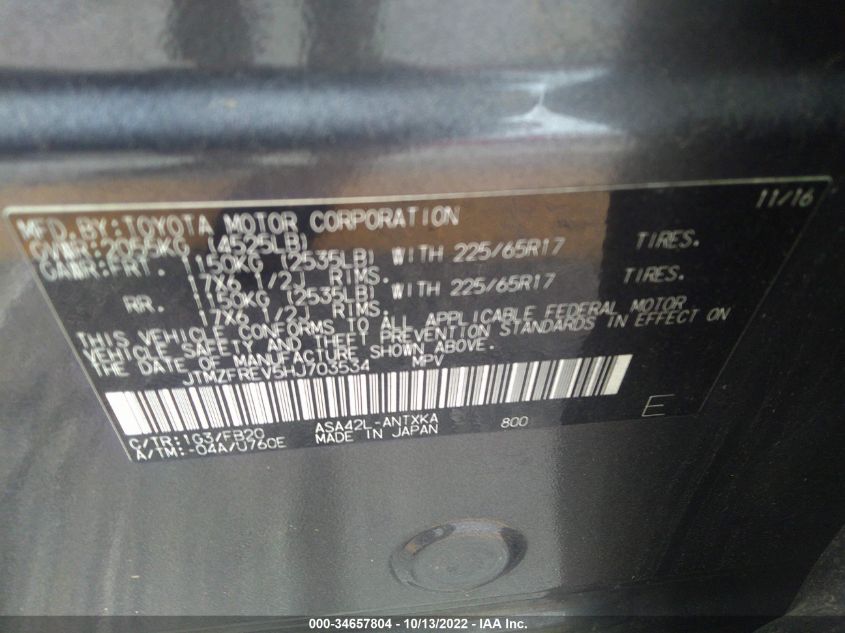 11/16
MFD.BY:TOYOTA MOTOR CORPORATION
GVWR:2055KG (4525LB)
GAWR:FRT. 1150KG (2535LB) WITH 225/65R17 TIRES.
17X6 1/2J RIMS.
RR. 1150KG (2535LB) WITH 225/65R17 TIRES.
17X6 1/2J RIMS.
THIS VEHICLE CONFORMS TO ALL APPLICABLE FEDERAL MOTOR
VEHICLE SAFETY AND THEFT PREVENTION STANDARDS IN EFFECT ON
THE DATE OF MANUFACTURE SHOWN ABOVE.
JTMZFREV5HJ703534 MPV
C/TR:1G3/FB20 ASA42L-ANTXKA 800 E
A/TM:-04A/U760E MADE IN JAPAN
000-34657804 - 10/13/2022 - IAA Inc.